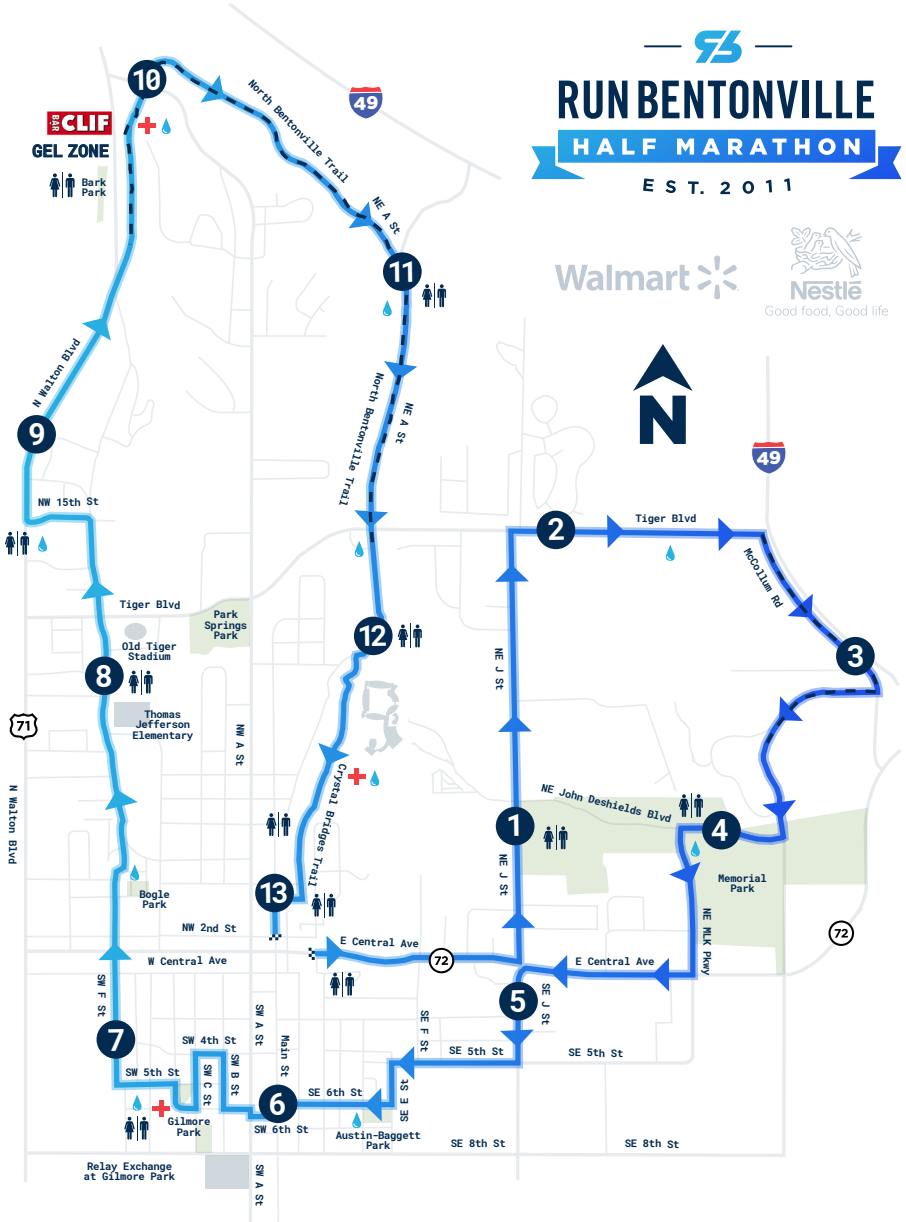 RUN BENTONVILLE
HALF MARATHON
EST. 2011
Walmart
Nestlé
Good food, Good life
N
10
49
CLIF
BAR
GEL ZONE
Bark
Park
North Bentonville Trail
NE A St
11
N Walton Blvd
North Bentonville Trail
NE A St
9
49
NW 15th St
2
Tiger Blvd
McCollum Rd
Tiger Blvd
Park
Springs
Park
Old Tiger
Stadium
12
NE J St
3
8
71
Thomas
Jefferson
Elementary
NW A St
N Walton Blvd
Crystal Bridges Trail
NE John Deshields Blvd
1
4
NE J St
Memorial
Park
Bogle
Park
13
NW 2nd St
NE MLK Pkwy
72
W Central Ave
E Central Ave
72
E Central Ave
SW F St
5
SE J St
SW A St
SE F St
7
Main St
SW 4th St
SE 5th St
SE 5th St
SW 5th St
SW C St
SW B St
6
SE 6th St
SE E St
Gilmore
Park
SW 6th St
Austin-Baggett
Park
SE 8th St
SE 8th St
Relay Exchange
at Gilmore Park
SW A St